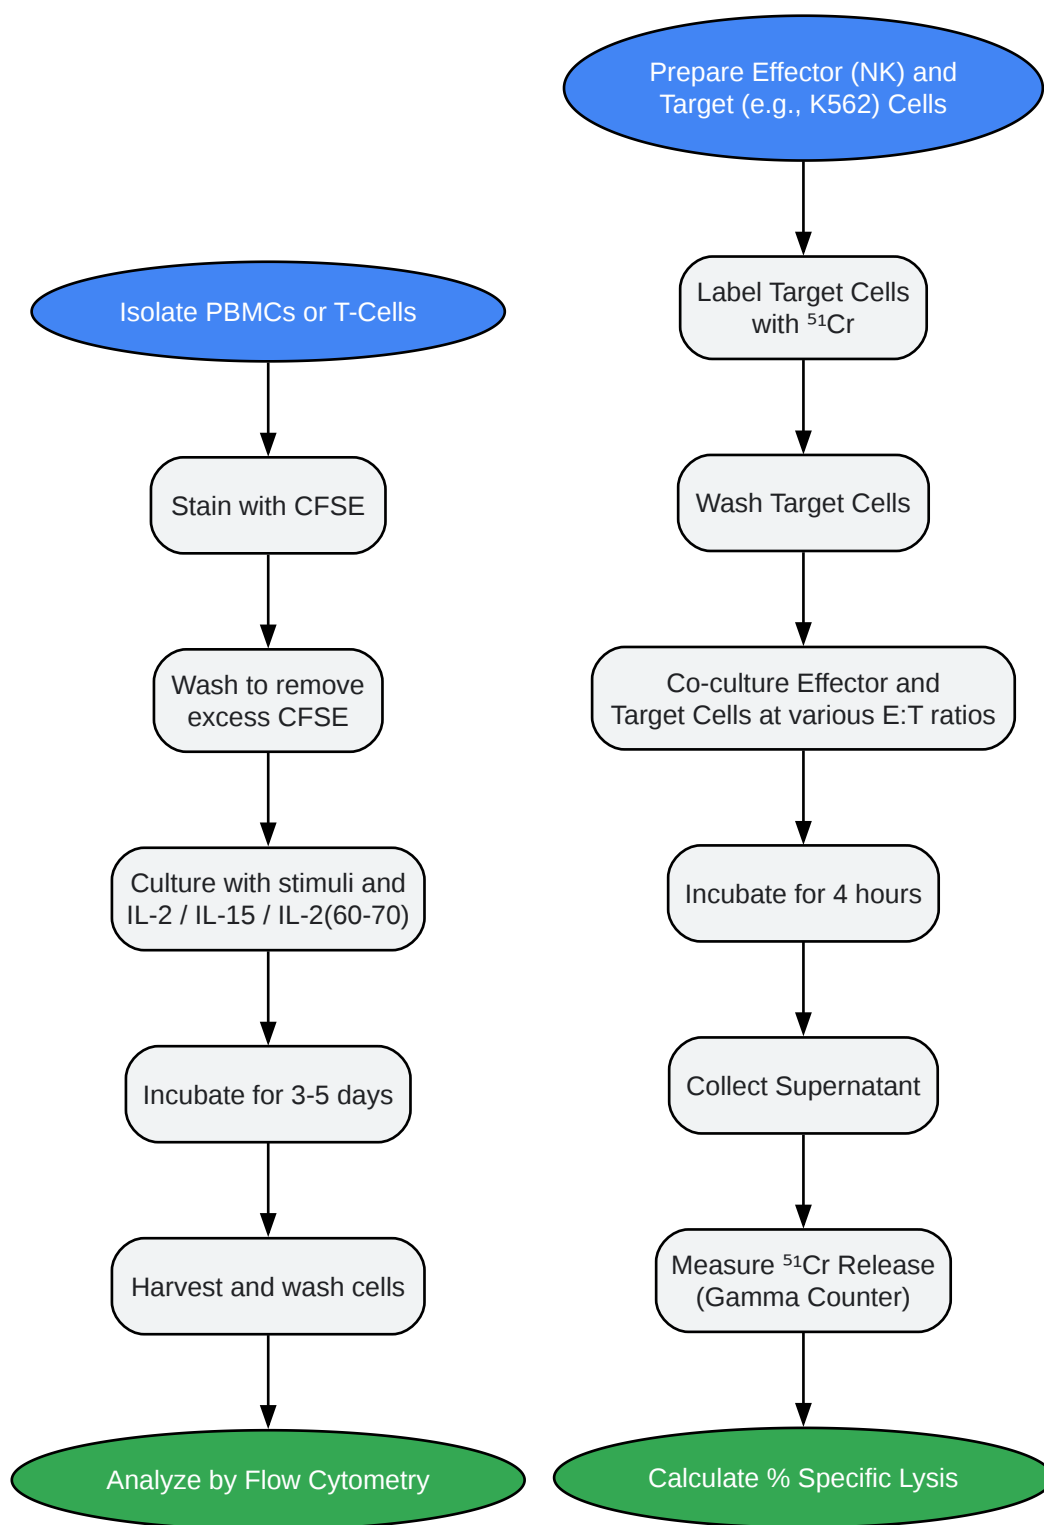 Isolate PBMCs or T-Cells
Stain with CFSE
Wash to remove
excess CFSE
Culture with stimuli and
IL-2 / IL-15 / IL-2(60-70)
Incubate for 3-5 days
Harvest and wash cells
Analyze by Flow Cytometry
Prepare Effector (NK) and
Target (e.g., K562) Cells
Label Target Cells
with ⁵¹Cr
Wash Target Cells
Co-culture Effector and
Target Cells at various E:T ratios
Incubate for 4 hours
Collect Supernatant
Measure ⁵¹Cr Release
(Gamma Counter)
Calculate % Specific Lysis